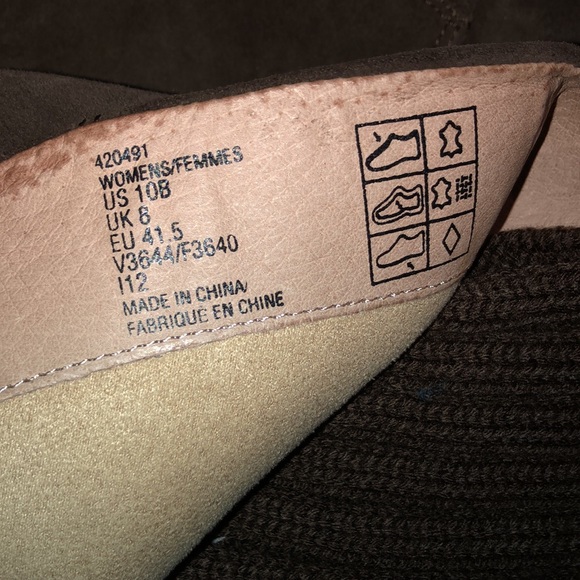 420491
WOMENS/FEMMES
US 10B
UK 8
EU 41.5
V3644/F3640
I12
MADE IN CHINA/
FABRIQUE EN CHINE